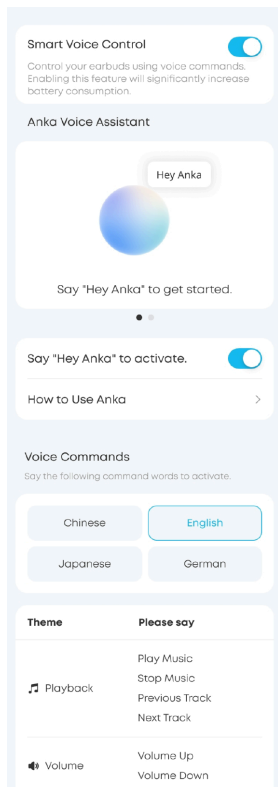 Smart Voice Control
Control your earbuds using voice commands.
Enabling this feature will significantly increase
battery consumption.
Anka Voice Assistant
Hey Anka
Say "Hey Anka" to get started.
Say "Hey Anka" to activate.
How to Use Anka
Voice Commands
Say the following command words to activate.
Chinese
English
Japanese
German
Theme
Please say
Playback
Play Music
Stop Music
Previous Track
Next Track
Volume
Volume Up
Volume Down